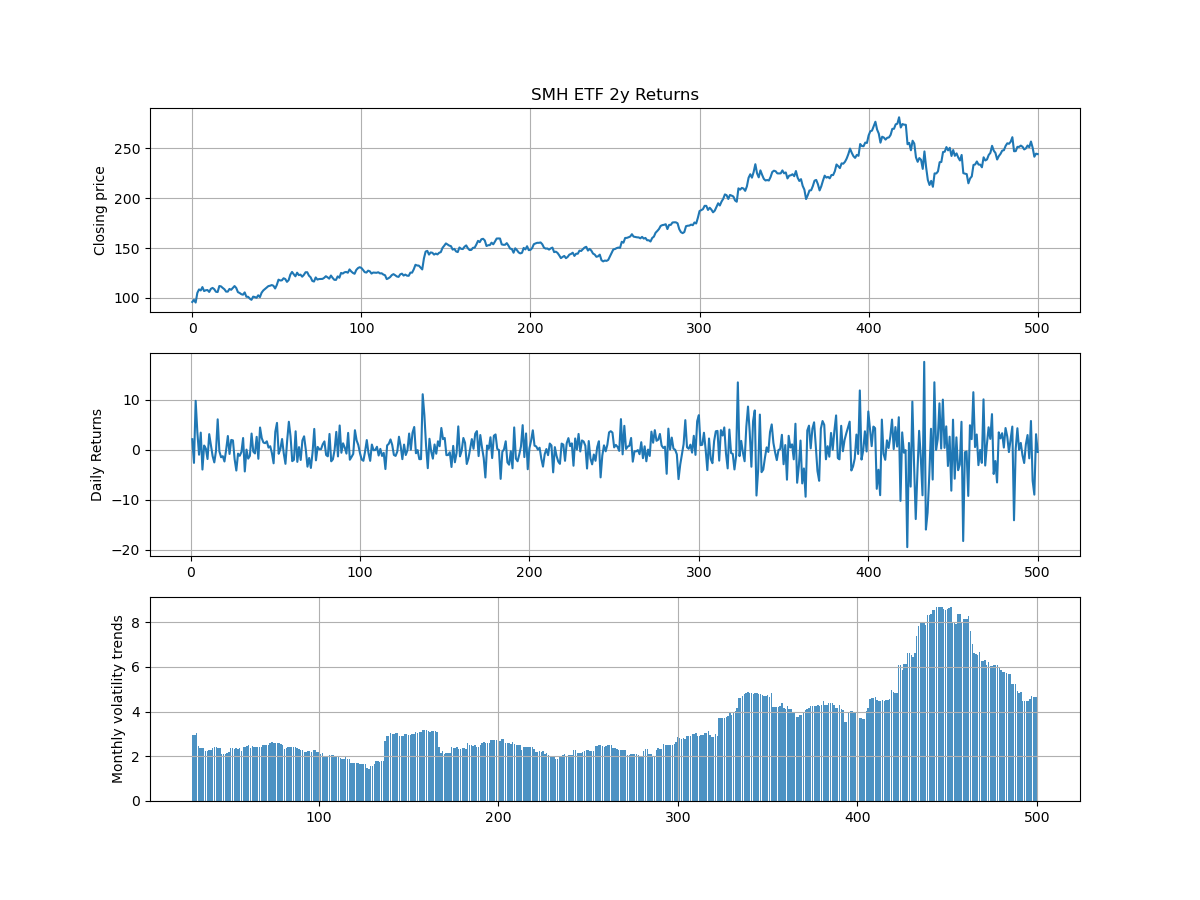 SMH ETF 2y Returns
Closing price
250
200
150
100
0 100 200 300 400 500
Daily Returns
10
0
−10
−20
0 100 200 300 400 500
Monthly volatility trends
8
6
4
2
0
100 200 300 400 500